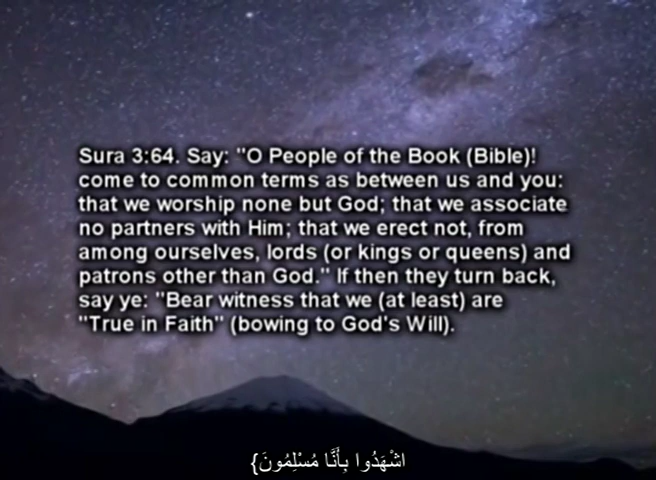 Sura 3:64. Say: "O People of the Book (Bible)!
come to common terms as between us and you:
that we worship none but God; that we associate
no partners with Him; that we erect not, from
among ourselves, lords (or kings or queens) and
patrons other than God." If then they turn back,
say ye: "Bear witness that we (at least) are
"True in Faith" (bowing to God's Will).
اشْهَدُوا بِأَنَّا مُسْلِمُونَ}